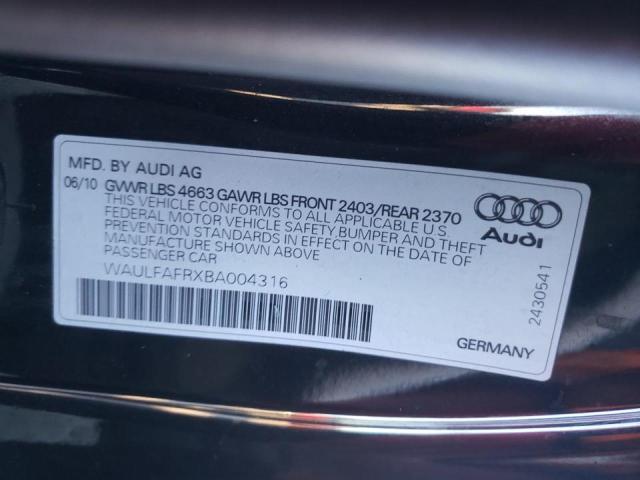 MFD. BY AUDI AG
06/10 GVWR LBS 4663 GAWR LBS FRONT 2403/REAR 2370
THIS VEHICLE CONFORMS TO ALL APPLICABLE U.S.
FEDERAL MOTOR VEHICLE SAFETY,BUMPER AND THEFT
PREVENTION STANDARDS IN EFFECT ON THE DATE OF
MANUFACTURE SHOWN ABOVE
PASSENGER CAR
WAULFAFRXBA004316
Audi
2430541
GERMANY